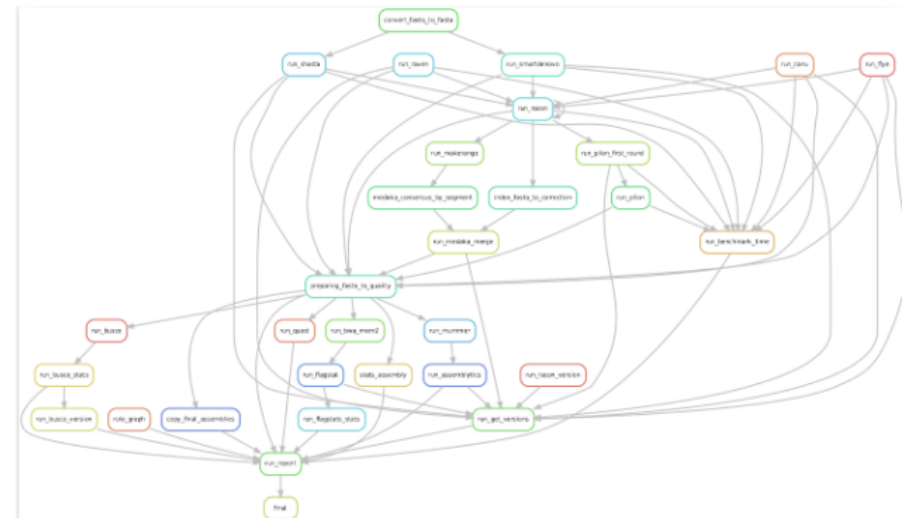 convert_fastq_to_fasta
run_shasta
run_raven
run_smartdenovo
run_canu
run_flye
run_racon
run_makerange
run_pilon_first_round
medaka_consensus_by_segment
index_fasta_to_correction
run_pilon
run_medaka_merge
run_benchmark_time
preparing_fasta_to_quality
run_busco
run_quast
run_bwa_mem2
run_mummer
run_busco_stats
run_flagstat
stats_assembly
run_assemblytics
run_racon_version
run_busco_version
rule_graph
copy_final_assemblies
run_flagstats_stats
run_get_versions
run_report
final